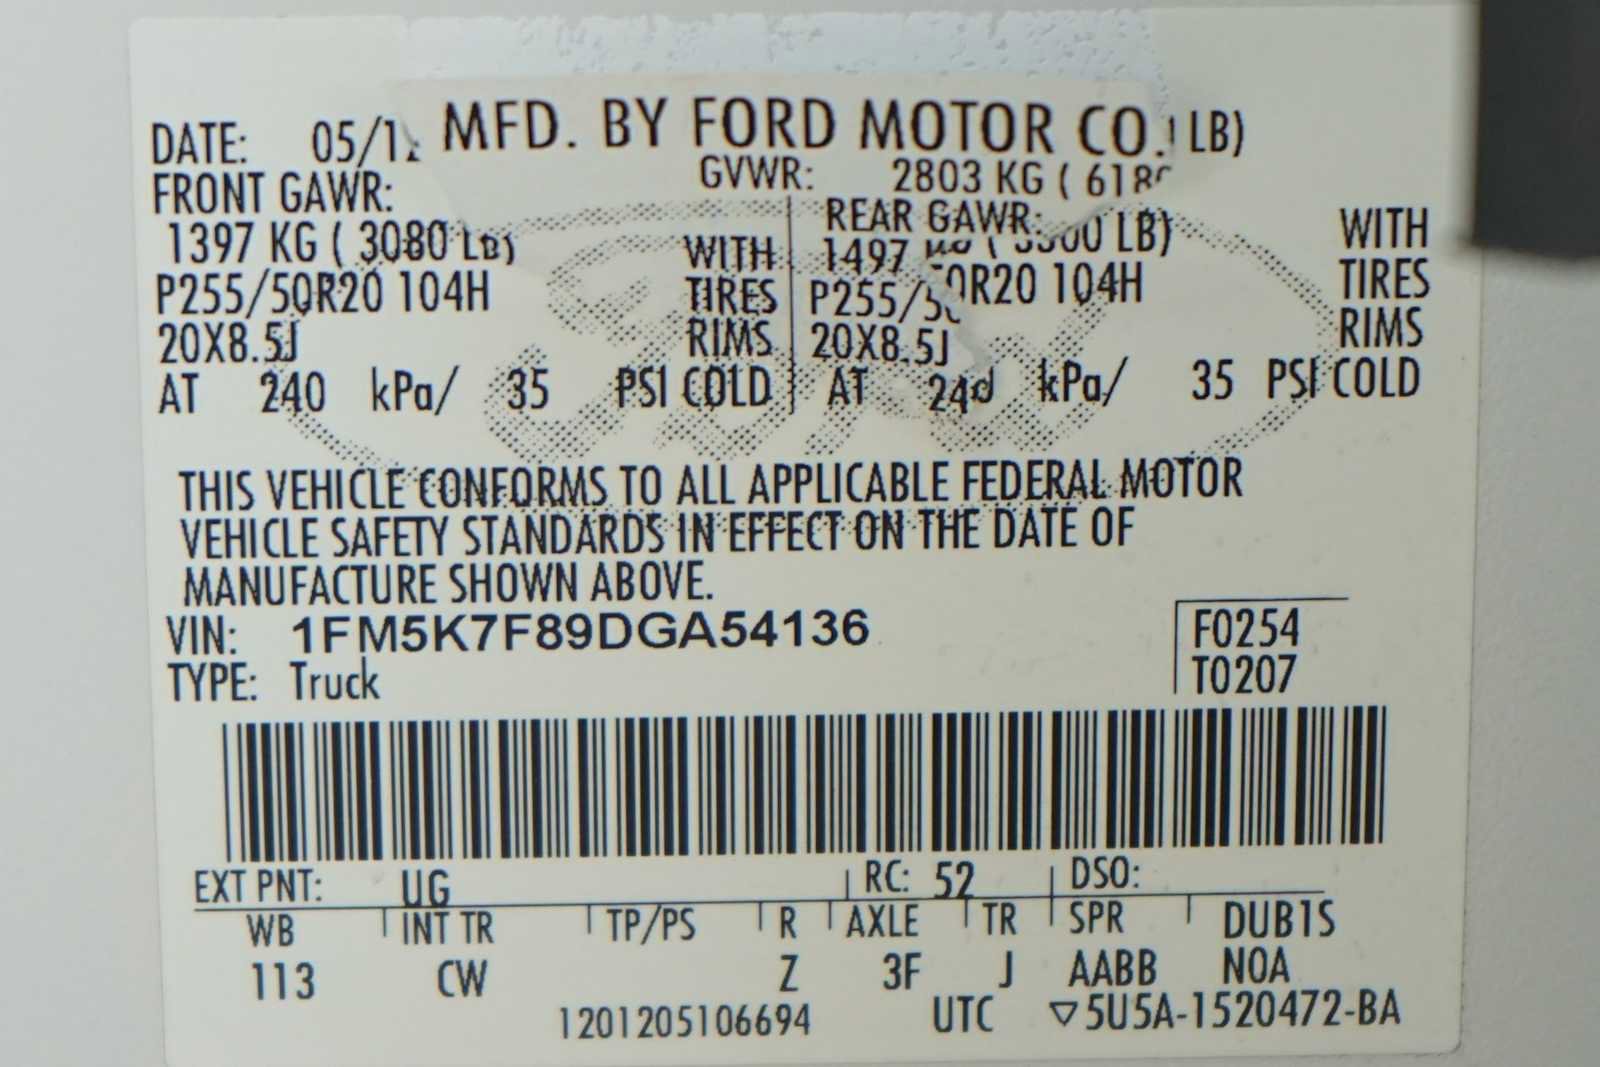 MFD. BY FORD MOTOR CO.
DATE: GVWR: 2803 KG ( LB)
FRONT GAWR: REAR GAWR:
1397 KG ( 3080 LB) WITH 1497 LB) WITH
P255/50R20 104H TIRES P255/50R20 104H TIRES
20X8.5J RIMS 20X8.5J RIMS
AT 240 kPa/ 35 PSI COLD AT 240 kPa/ 35 PSI COLD
THIS VEHICLE CONFORMS TO ALL APPLICABLE FEDERAL MOTOR
VEHICLE SAFETY STANDARDS IN EFFECT ON THE DATE OF
MANUFACTURE SHOWN ABOVE.
VIN: 1FM5K7F89DGA54136 F0254
TYPE: Truck T0207
EXT PNT: UG RC: 52 DSO:
WB INT TR TP/PS R AXLE TR SPR DUB1S
113 CW Z 3F J AABB N0A
1201205106694 UTC ▽5U5A-1520472-BA